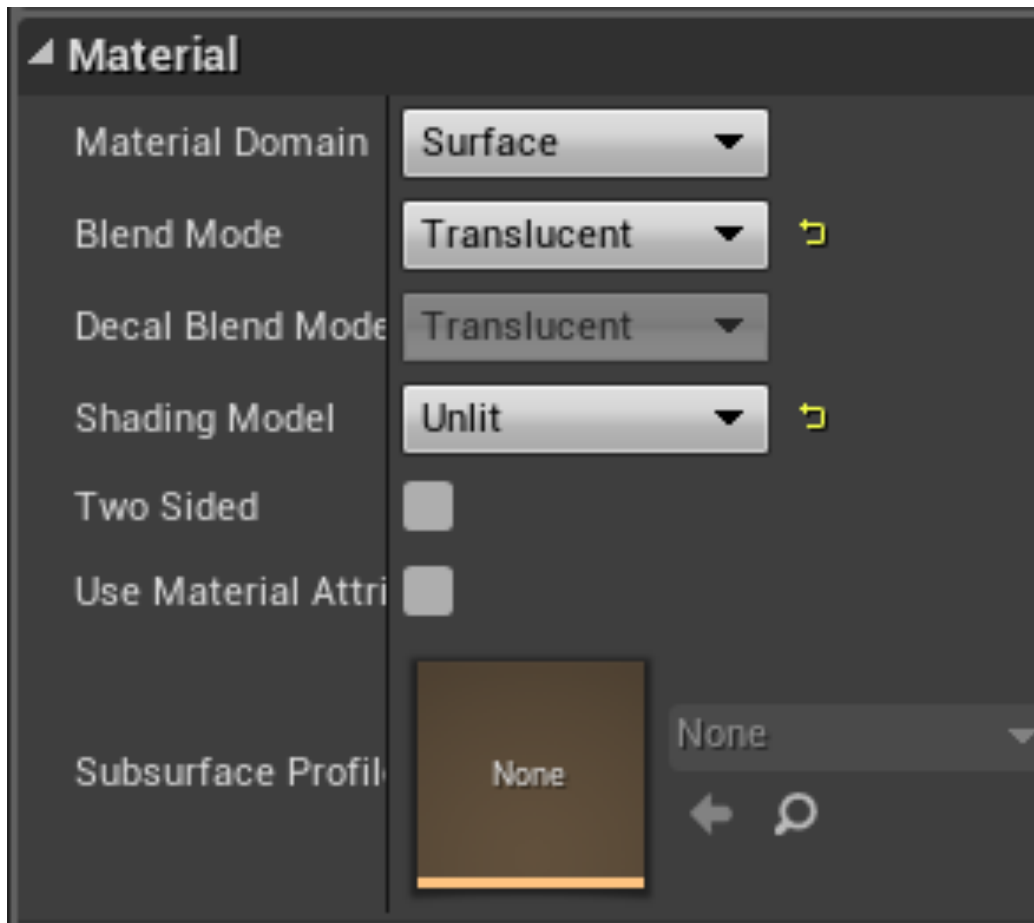 Material
Material Domain Surface
Blend Mode Translucent
Decal Blend Mode Translucent
Shading Model Unlit
Two Sided
Use Material Attri
None
Subsurface Profil None